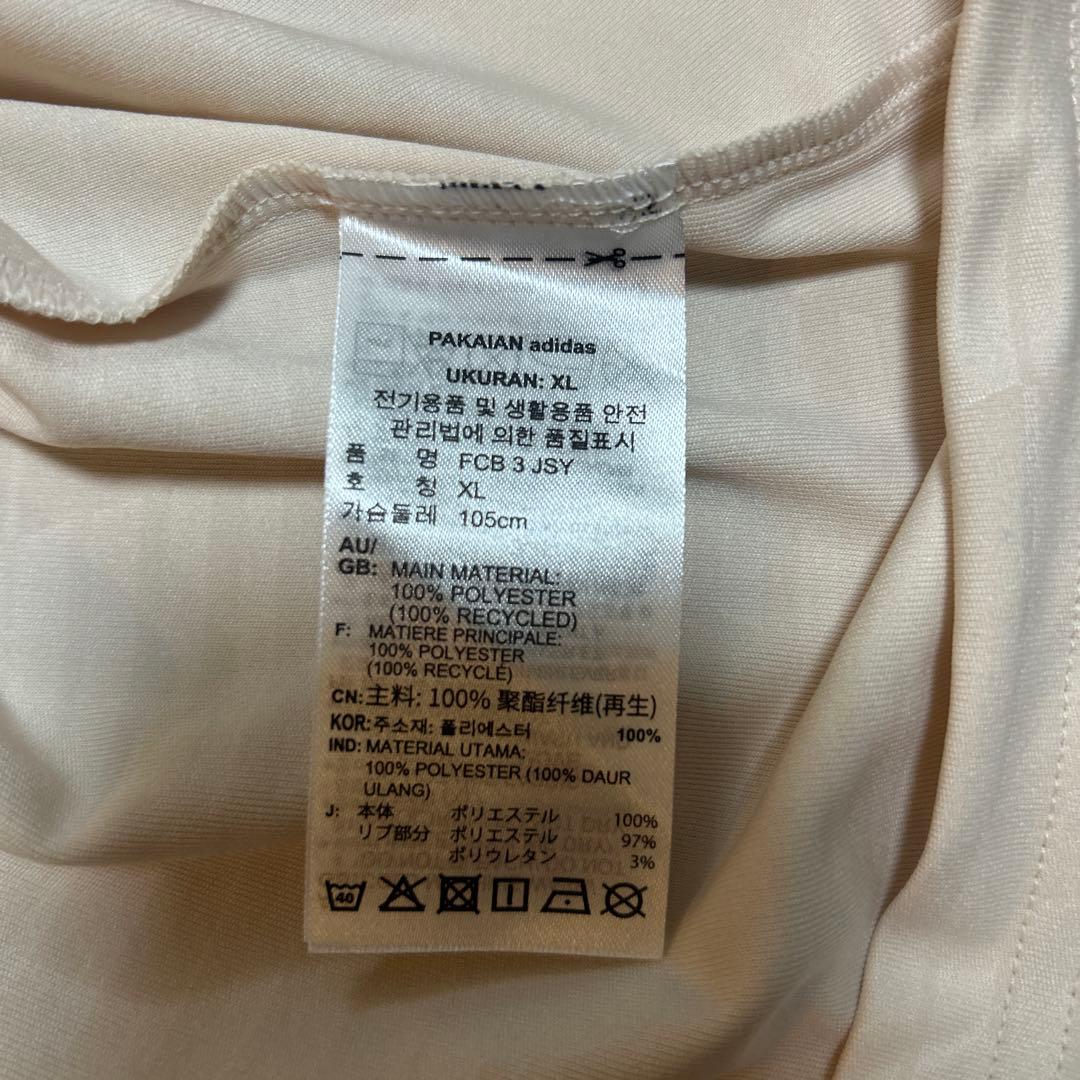 PAKAIAN adidas
UKURAN: XL
전기용품 및 생활용품 안전
관리법에 의한 품질표시
품 명 FCB 3 JSY
호 칭 XL
가슴둘레 105cm
AU/
GB: MAIN MATERIAL:
100% POLYESTER
(100% RECYCLED)
F: MATIERE PRINCIPALE:
100% POLYESTER
(100% RECYCLÉ)
CN: 主料: 100% 聚酯纤维(再生)
KOR: 주소재: 폴리에스터 100%
IND: MATERIAL UTAMA:
100% POLYESTER (100% DAUR
ULANG)
J: 本体 ポリエステル 100%
リブ部分 ポリエステル 97%
ポリウレタン 3%
40